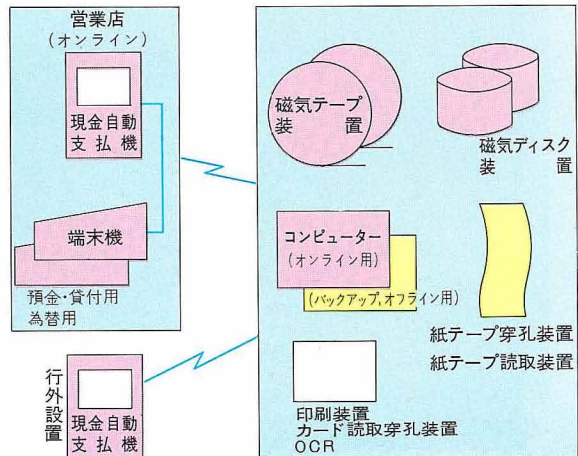 営業店
(オンライン)
現金自動
支払機
端末機
預金・貸付用
為替用
行外設置
現金自動
支払機
磁気テープ
装置
磁気ディスク
装置
コンピューター
(オンライン用)
(バックアップ,オフライン用)
紙テープ穿孔装置
紙テープ読取装置
印刷装置
カード読取穿孔装置
OCR